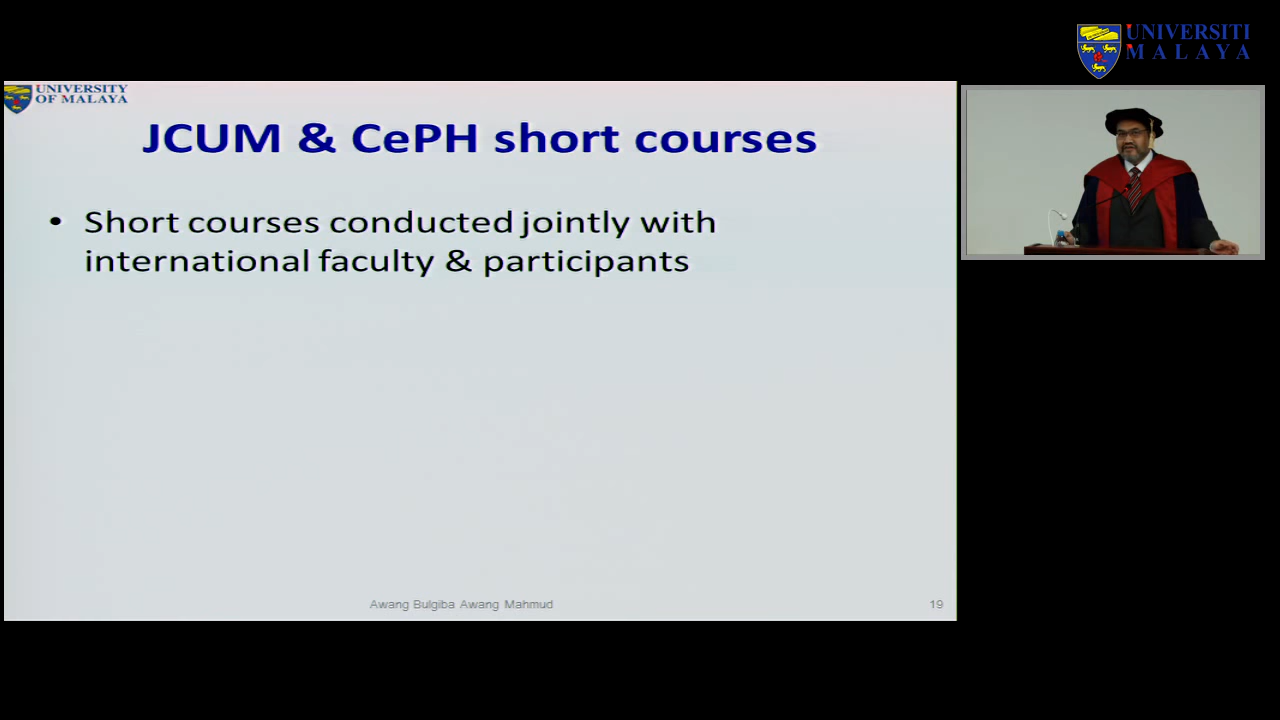 UNIVERSITI
MALAYA
UNIVERSITY
OF MALAYA
JCUM & CePH short courses
• Short courses conducted jointly with
international faculty & participants
Awang Bulgiba Awang Mahmud
19